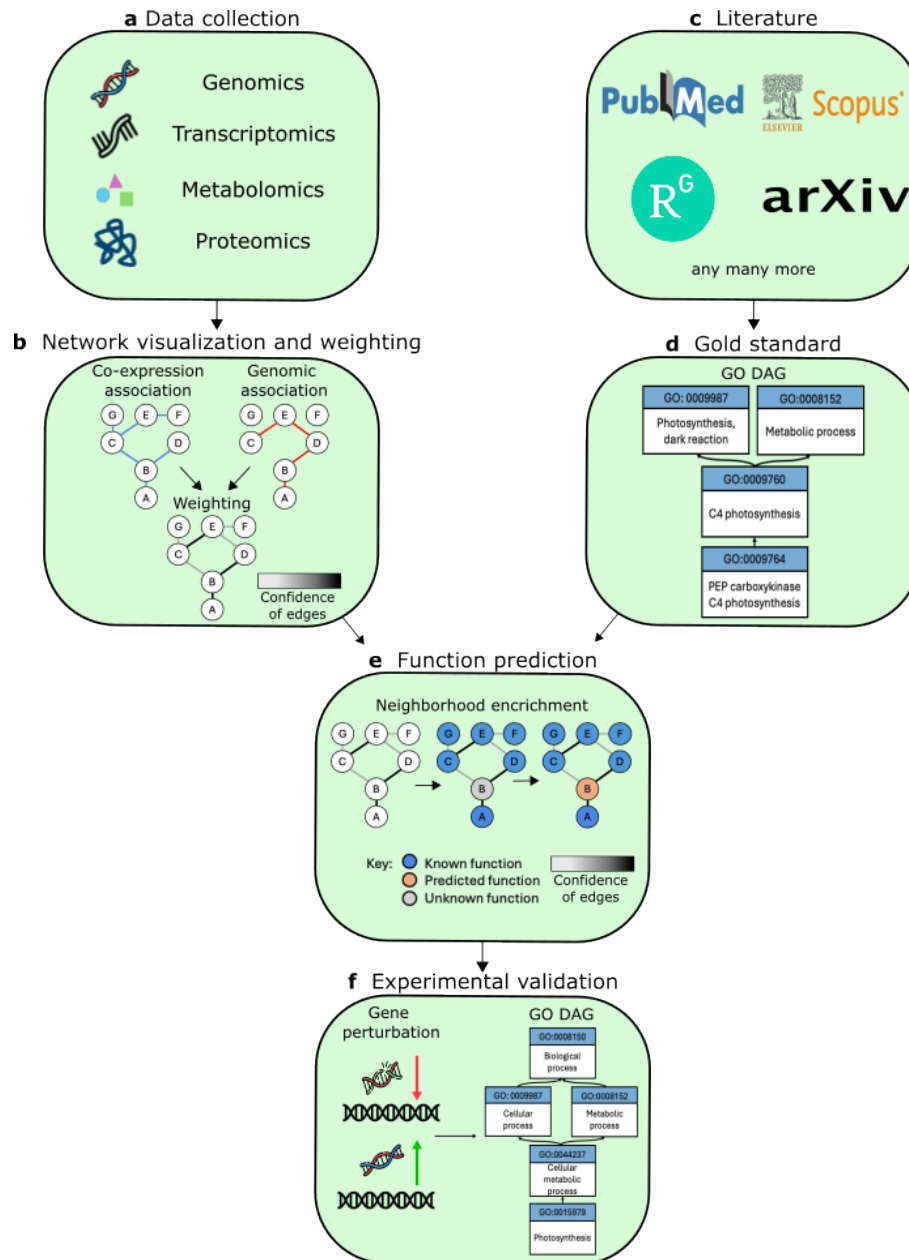 a Data collection
Genomics
Transcriptomics
Metabolomics
Proteomics
c Literature
PubMed
ELSEVIER
Scopus
RG
arXiv
any many more
b Network visualization and weighting
Co-expression
association
Genomic
association
G E F
C D
B
A
G E F
C D
B
A
Weighting
G E F
C D
B
A
Confidence
of edges
d Gold standard
GO DAG
GO: 0009987
Photosynthesis,
dark reaction
GO:0008152
Metabolic process
GO:0009760
C4 photosynthesis
GO:0009764
PEP carboxykinase
C4 photosynthesis
e Function prediction
Neighborhood encrichment
G E F
C D
B
A
G E F
C D
B
A
G E F
C D
B
A
Key:
Known function
Predicted function
Unknown function
Confidence
of edges
f Experimental validation
Gene
perturbation
GO DAG
GO:0008150
Biological
process
GO: 0009987
Cellular
process
GO:0008152
Metabolic
process
GO:0044237
Cellular
metabolic
process
GO:0015979
Photosynthesis